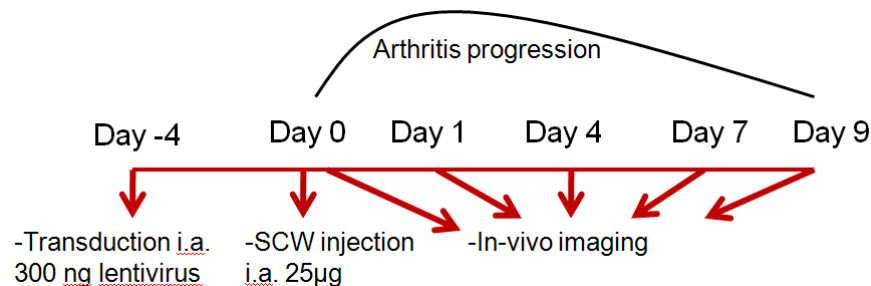 Arthritis progression
Day -4 Day 0 Day 1 Day 4 Day 7 Day 9
-Transduction i.a. -SCW injection -In-vivo imaging
300 ng lentivirus i.a. 25µg